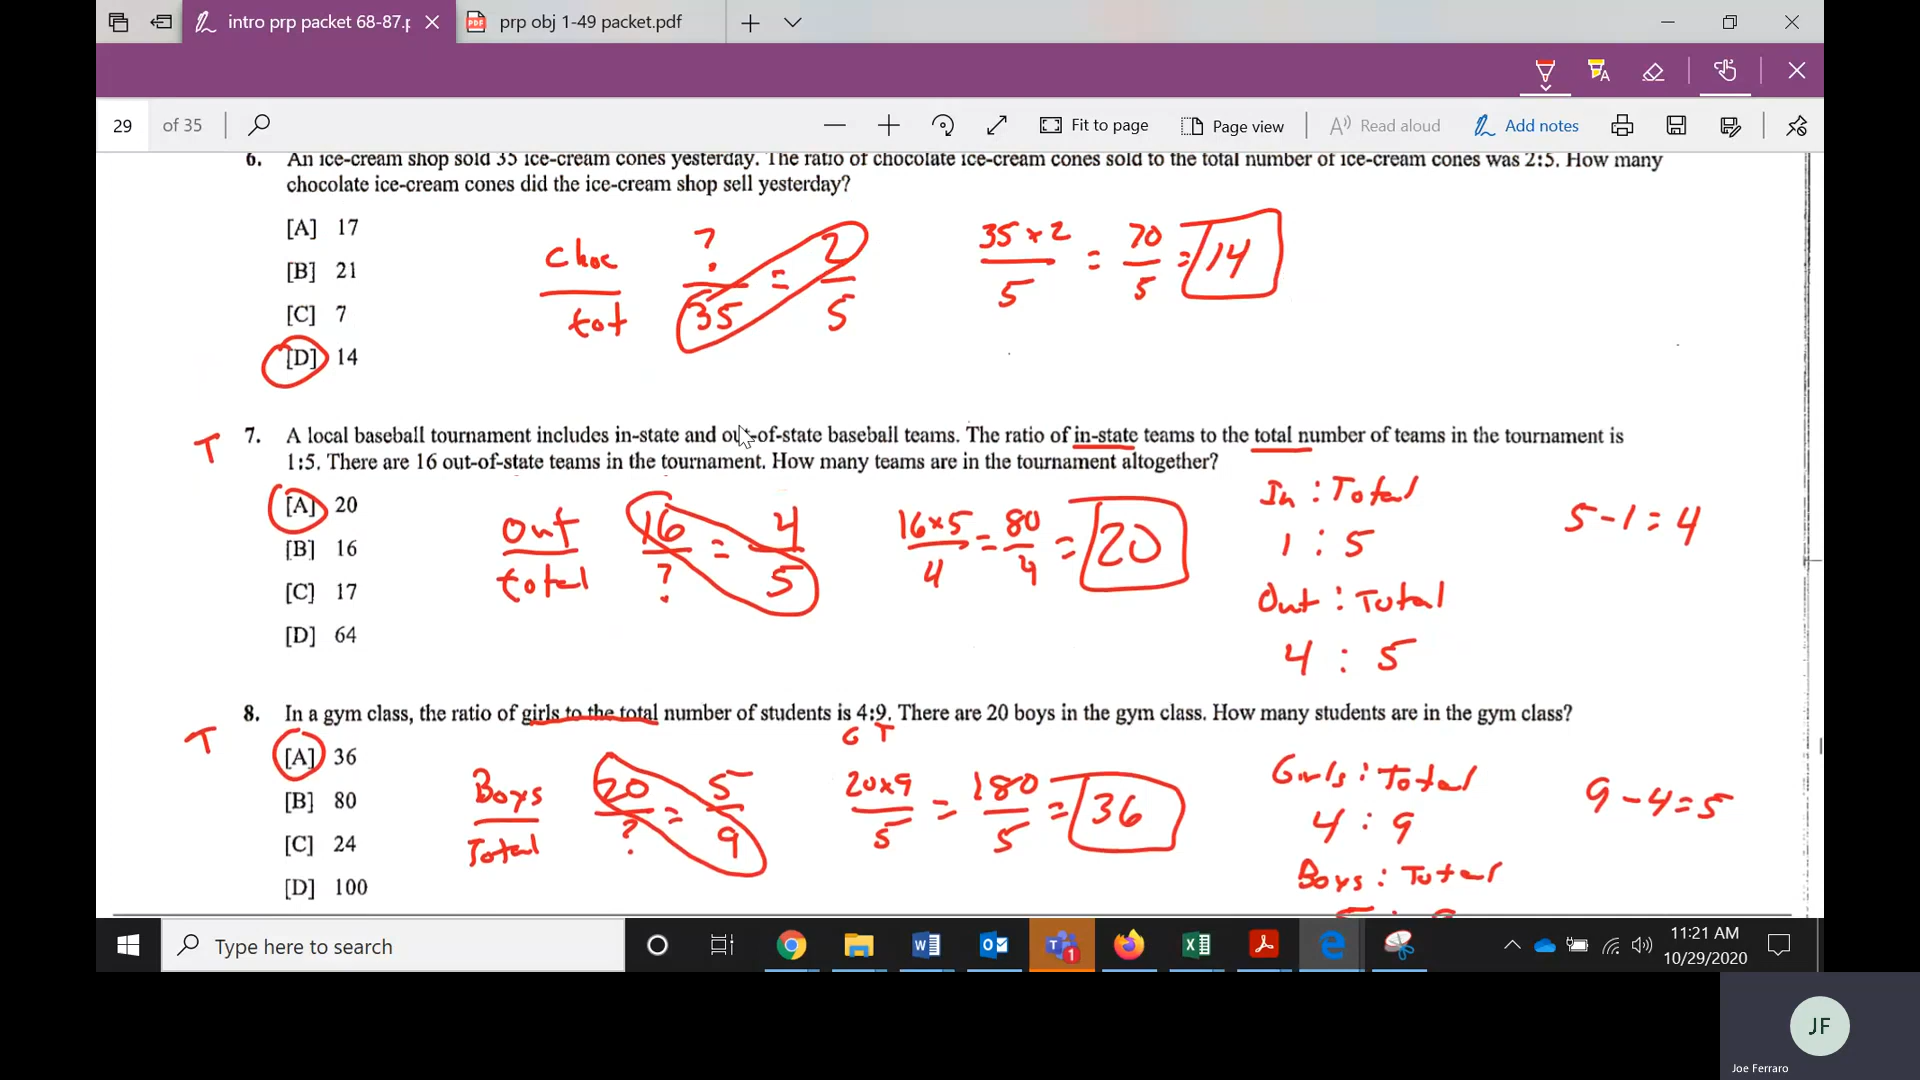 intro prp packet 68-87.p
prp obj 1-49 packet.pdf
29 of 35
Fit to page
Page view
Read aloud
Add notes
6. An ice-cream shop sold 35 ice-cream cones yesterday. The ratio of chocolate ice-cream cones sold to the total number of ice-cream cones was 2:5. How many
chocolate ice-cream cones did the ice-cream shop sell yesterday?
[A] 17
[B] 21
[C] 7
[D] 14
choc / tot ? / 35 = 2 / 5
35 x 2 / 5 = 70 / 5 = 14
T 7. A local baseball tournament includes in-state and out-of-state baseball teams. The ratio of in-state teams to the total number of teams in the tournament is
1:5. There are 16 out-of-state teams in the tournament. How many teams are in the tournament altogether?
[A] 20
[B] 16
[C] 17
[D] 64
out / total 16 / ? = 4 / 5
16x5 / 4 = 80 / 4 = 20
In : Total
1 : 5
Out : Total
4 : 5
5-1=4
T 8. In a gym class, the ratio of girls to the total number of students is 4:9. There are 20 boys in the gym class. How many students are in the gym class?
G T
[A] 36
[B] 80
[C] 24
[D] 100
Boys / Total 20 / ? = 5 / 9
20x9 / 5 = 180 / 5 = 36
Girls : Total
4 : 9
Boys : Total
9-4=5
Type here to search
1
11:21 AM
10/29/2020
JF
Joe Ferraro